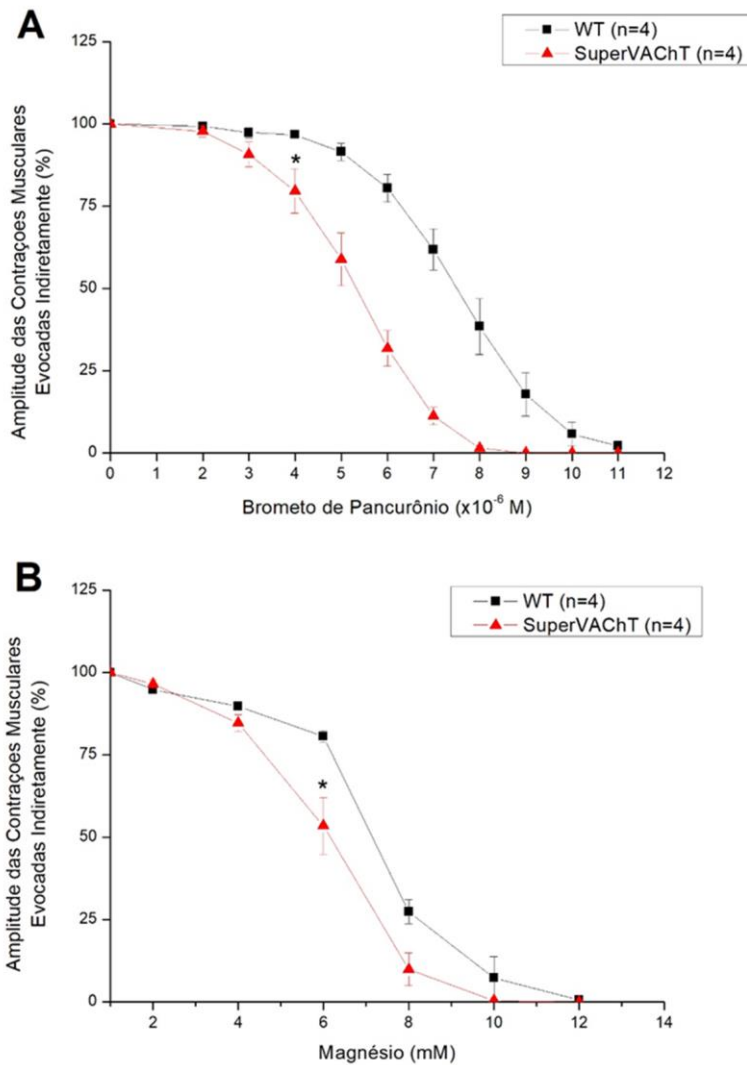 A
WT (n=4)
SuperVAChT (n=4)
Amplitude das Contraçoes Musculares
Evocadas Indiretamente (%)
125
100
75
50
25
0
*
0 1 2 3 4 5 6 7 8 9 10 11 12
Brometo de Pancurônio (x10⁻⁶ M)
B
WT (n=4)
SuperVAChT (n=4)
Amplitude das Contraçoes Musculares
Evocadas Indiretamente (%)
125
100
75
50
25
0
*
2 4 6 8 10 12 14
Magnésio (mM)